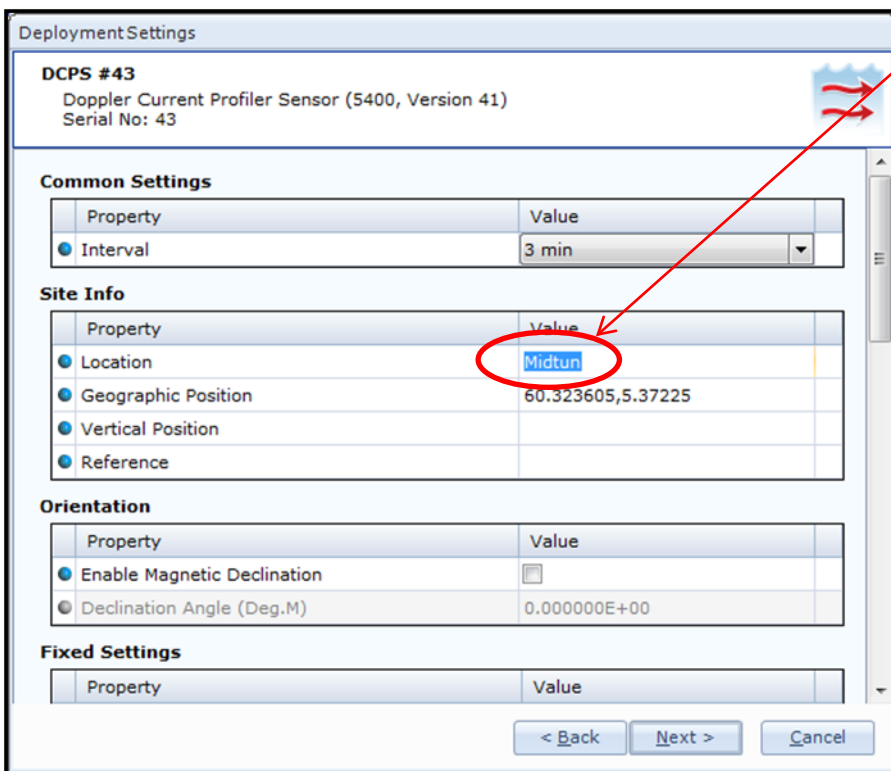 Deployment Settings
DCPS #43
Doppler Current Profiler Sensor (5400, Version 41)
Serial No: 43
Common Settings
Property Value
Interval 3 min
Site Info
Property Value
Location Midtun
Geographic Position 60.323605,5.37225
Vertical Position
Reference
Orientation
Property Value
Enable Magnetic Declination
Declination Angle (Deg.M) 0.000000E+00
Fixed Settings
Property Value
< Back Next > Cancel